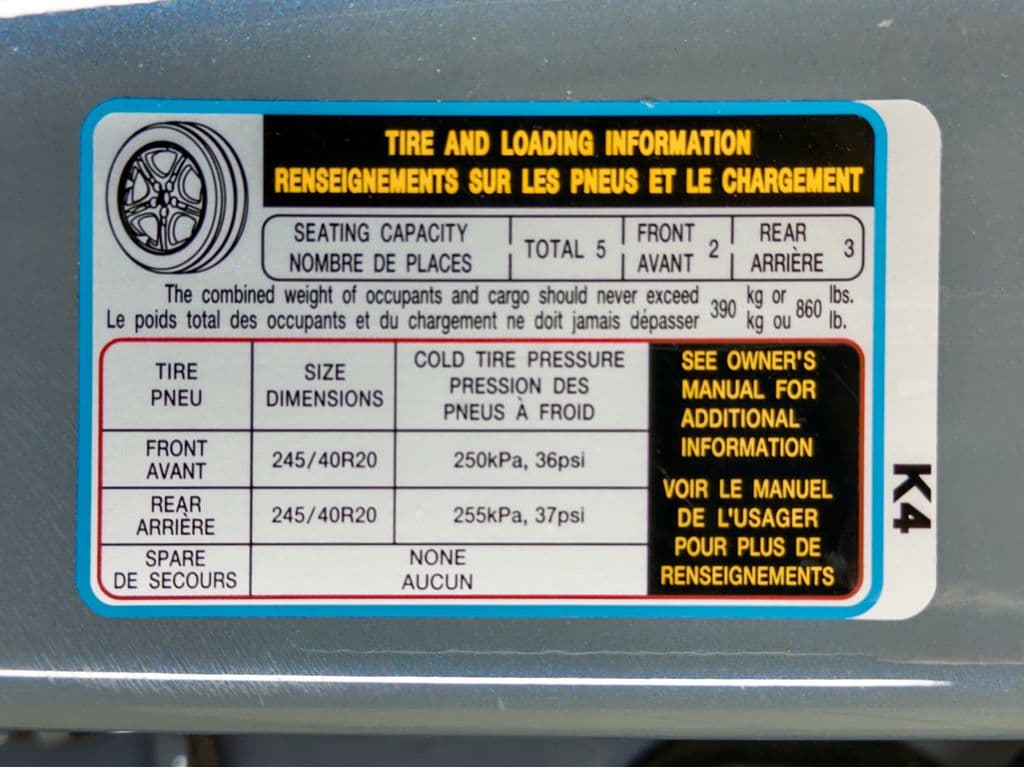 TIRE AND LOADING INFORMATION
RENSEIGNEMENTS SUR LES PNEUS ET LE CHARGEMENT
SEATING CAPACITY
NOMBRE DE PLACES
TOTAL 5
FRONT
AVANT
2
REAR
ARRIÈRE
3
The combined weight of occupants and cargo should never exceed 390 kg or 860 lbs.
Le poids total des occupants et du chargement ne doit jamais dépasser kg ou lb.
TIRE
PNEU
SIZE
DIMENSIONS
COLD TIRE PRESSURE
PRESSION DES
PNEUS À FROID
FRONT
AVANT
245/40R20
250kPa, 36psi
REAR
ARRIÈRE
245/40R20
255kPa, 37psi
SPARE
DE SECOURS
NONE
AUCUN
SEE OWNER'S
MANUAL FOR
ADDITIONAL
INFORMATION
VOIR LE MANUEL
DE L'USAGER
POUR PLUS DE
RENSEIGNEMENTS
K4